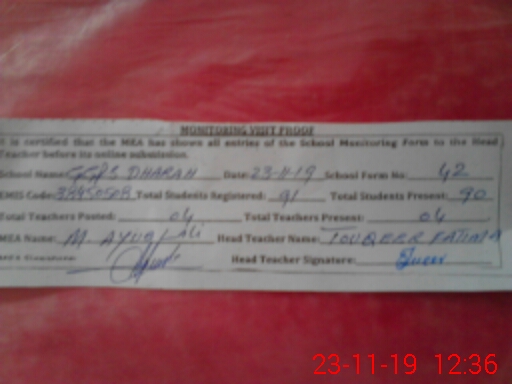 MONITORING VISIT PROOF
It is certified that the MEA has shown all entries of the School Monitoring Form to the Head
Teacher before its online submission.
School Name: GGPS DHARAH Date: 23-11-19 School Form No: 42
EMIS Code: Total Students Registered: 91 Total Students Present: 90
Total Teachers Posted: 04 Total Teachers Present: 04
MEA Name: M. AYUB Ali Head Teacher Name: TOUQEER FATIMA
MEA Signature: Head Teacher Signature:
23-11-19 12:36